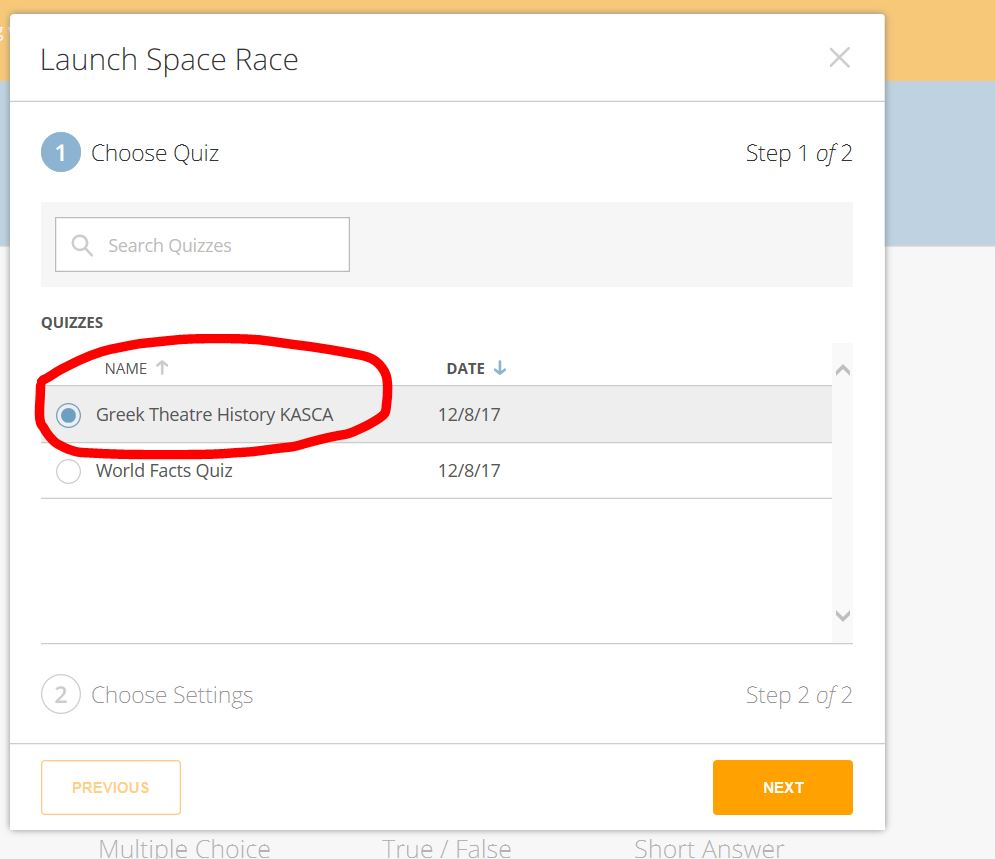 Launch Space Race
1 Choose Quiz Step 1 of 2
Search Quizzes
QUIZZES
NAME DATE
Greek Theatre History KASCA 12/8/17
World Facts Quiz 12/8/17
2 Choose Settings Step 2 of 2
PREVIOUS NEXT
Multiple Choice True / False Short Answer